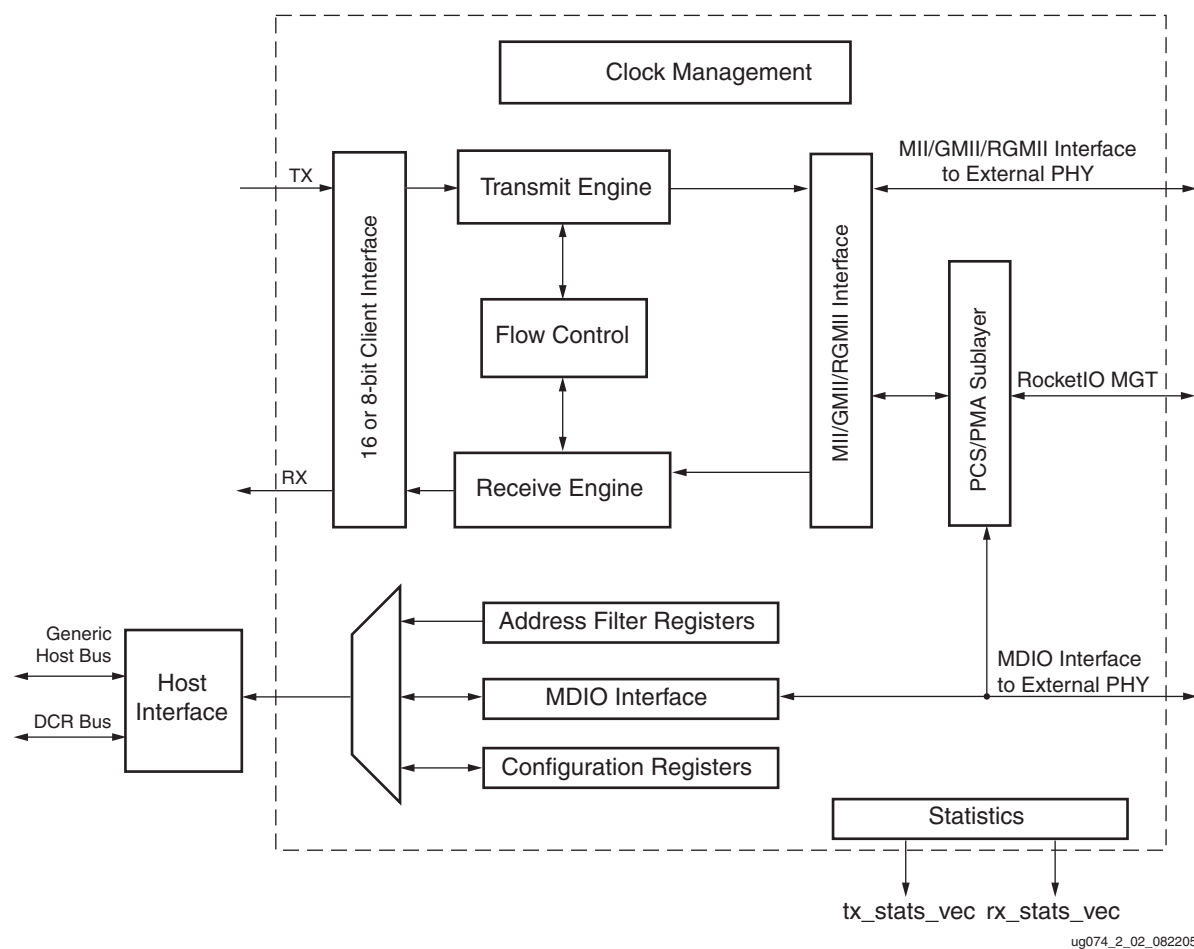 Clock Management
MII/GMII/RGMII Interface
to External PHY
TX
Transmit Engine
16 or 8-bit Client Interface
Flow Control
MII/GMII/RGMII Interface
PCS/PMA Sublayer
RocketIO MGT
RX
Receive Engine
Address Filter Registers
Generic
Host Bus
Host
Interface
DCR Bus
MDIO Interface
MDIO Interface
to External PHY
Configuration Registers
Statistics
tx_stats_vec rx_stats_vec
ug074_2_02_082205